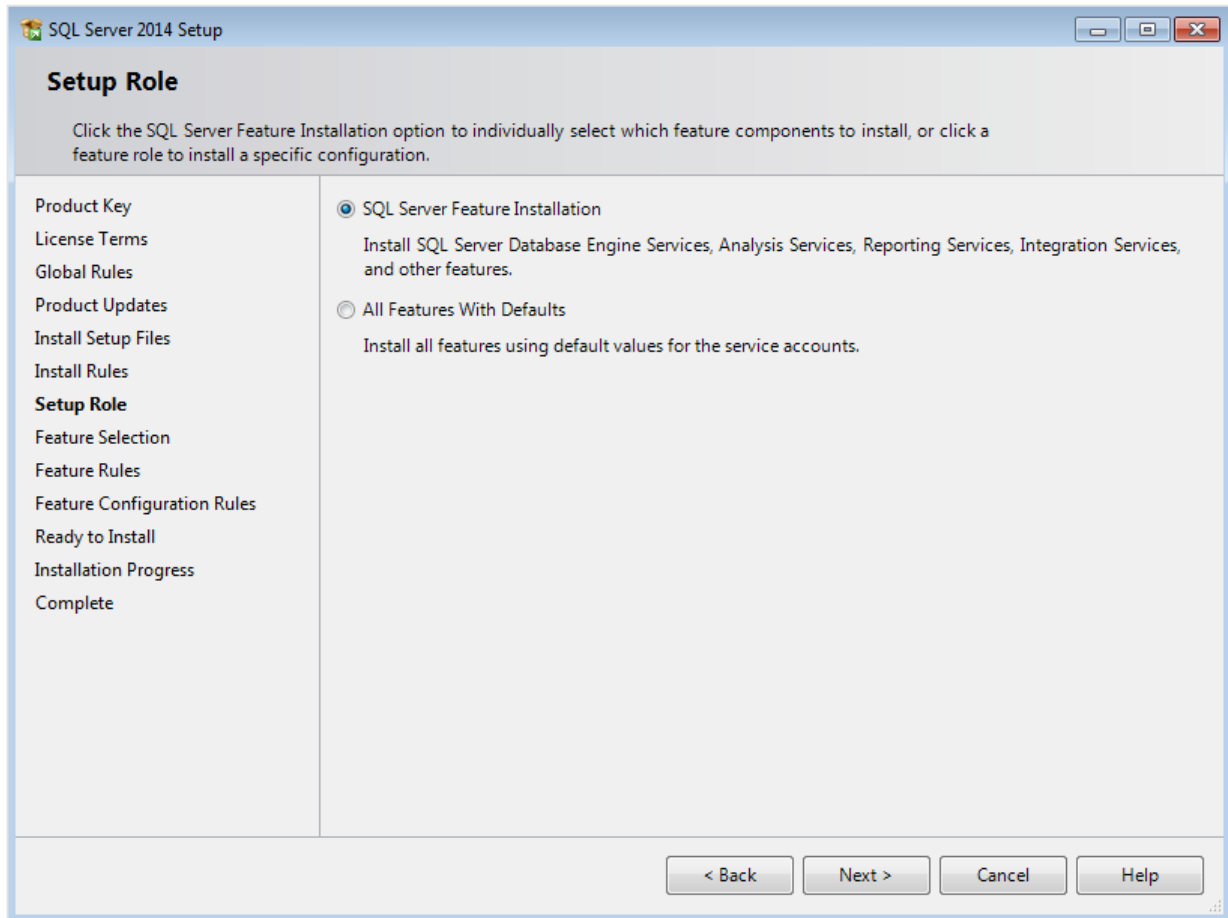 SQL Server 2014 Setup
Setup Role
Click the SQL Server Feature Installation option to individually select which feature components to install, or click a
feature role to install a specific configuration.
Product Key
License Terms
Global Rules
Product Updates
Install Setup Files
Install Rules
Setup Role
Feature Selection
Feature Rules
Feature Configuration Rules
Ready to Install
Installation Progress
Complete
SQL Server Feature Installation
Install SQL Server Database Engine Services, Analysis Services, Reporting Services, Integration Services,
and other features.
All Features With Defaults
Install all features using default values for the service accounts.
< Back
Next >
Cancel
Help